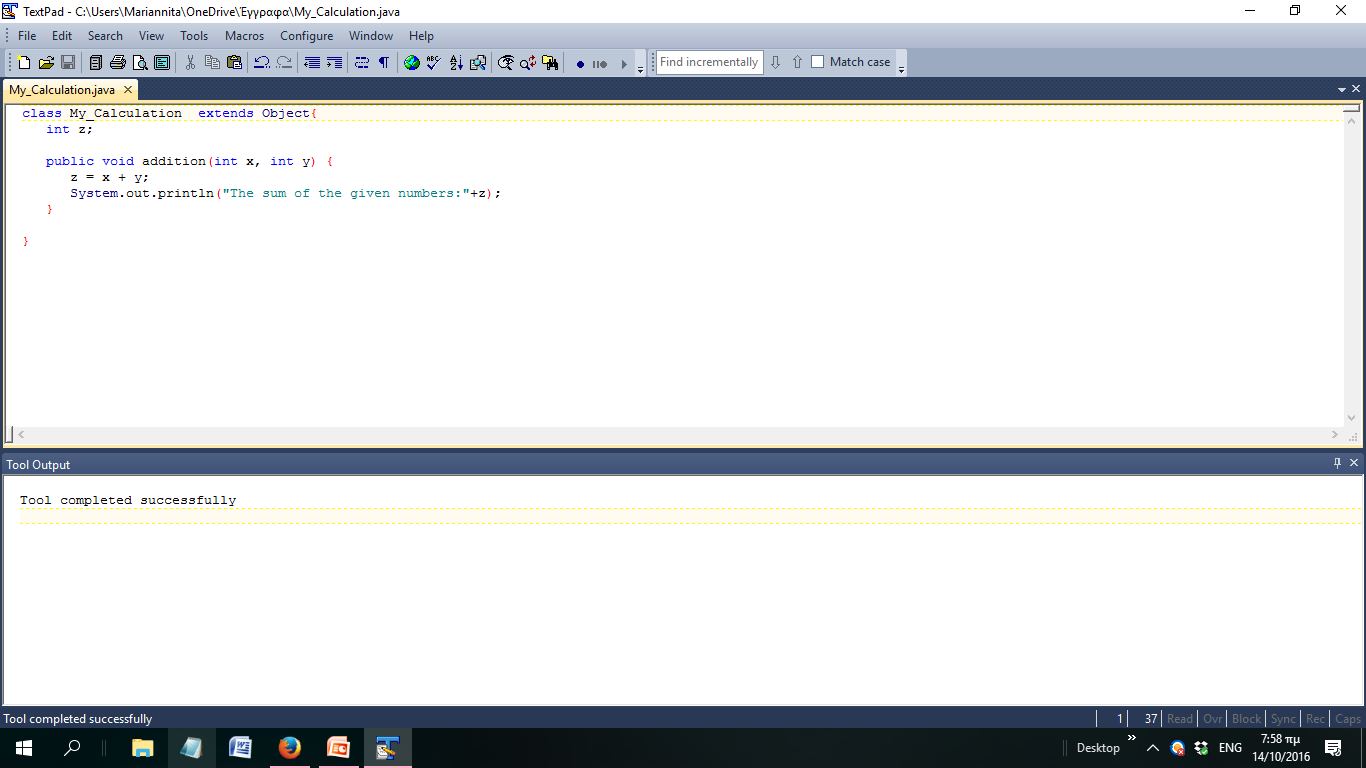 TextPad - C:\Users\Mariannita\OneDrive\Έγγραφα\My_Calculation.java
File Edit Search View Tools Macros Configure Window Help
Find incrementally Match case
My_Calculation.java
class My_Calculation  extends Object{
   int z;
   public void addition(int x, int y) {
      z = x + y;
      System.out.println("The sum of the given numbers:"+z);
   }
}
Tool Output
Tool completed successfully
Tool completed successfully 1 37 Read Ovr Block Sync Rec Caps
Desktop ENG 7:58 πμ
14/10/2016